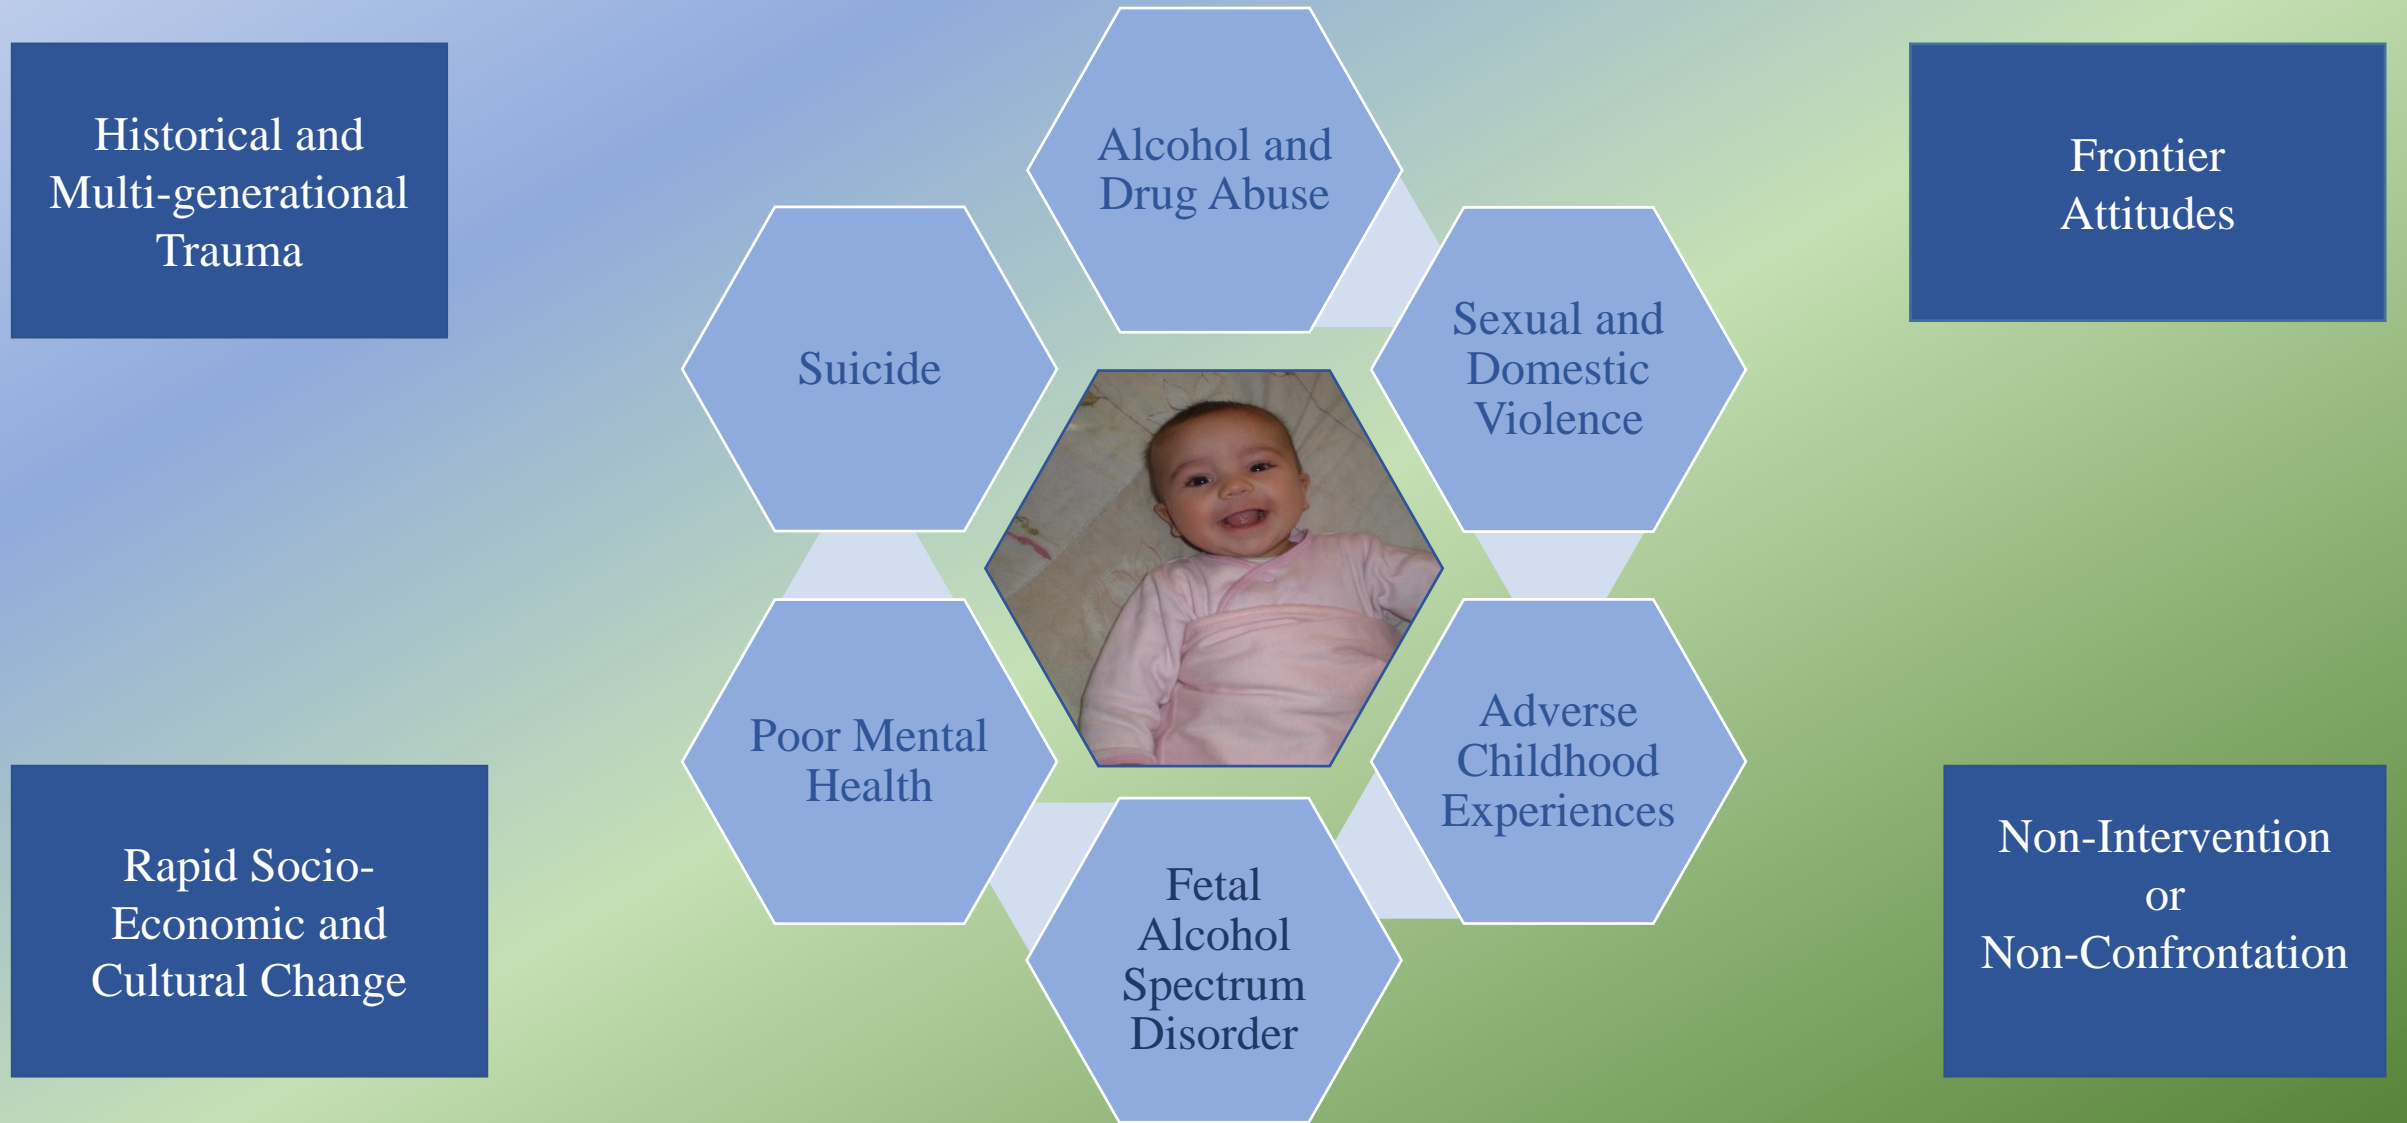 Historical and
Multi-generational
Trauma
Alcohol and
Drug Abuse
Frontier
Attitudes
Suicide
Sexual and
Domestic
Violence
Poor Mental
Health
Adverse
Childhood
Experiences
Rapid Socio-
Economic and
Cultural Change
Fetal
Alcohol
Spectrum
Disorder
Non-Intervention
or
Non-Confrontation